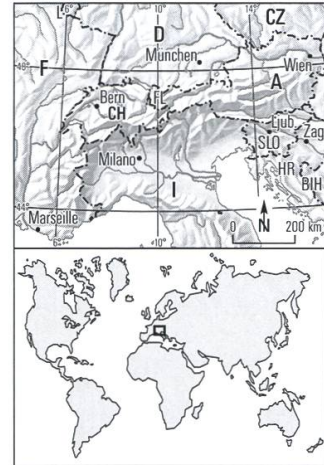 6° 10° 14°
L D CZ
München
48° F Wien
Bern FL A
CH
Ljub. Zag.
SLO
Milano HR
I BIH
44°
Marseille
N
6° 10° 0 200 km